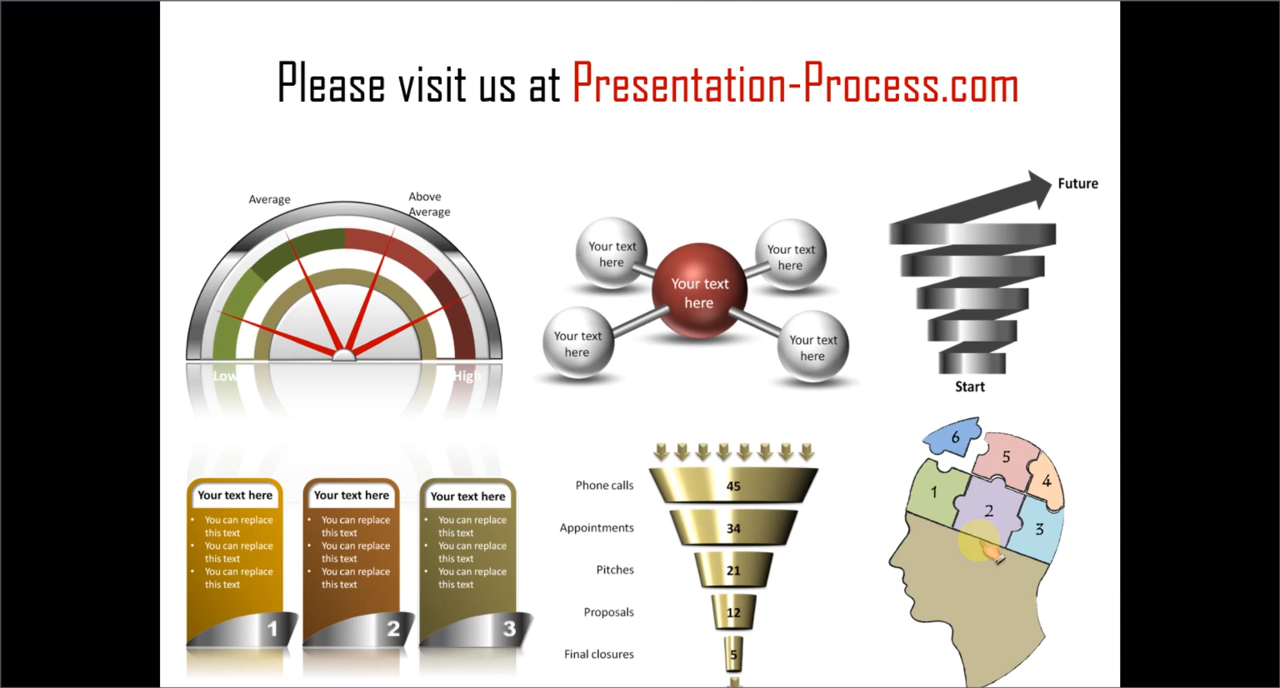 Please visit us at Presentation-Process.com
Average
Above
Average
Low
High
Your text
here
Your text
here
Your text
here
Your text
here
Your text
here
Future
Start
Your text here
• You can replace
this text
• You can replace
this text
• You can replace
this text
1
Your text here
• You can replace
this text
• You can replace
this text
• You can replace
this text
2
Your text here
• You can replace
this text
• You can replace
this text
• You can replace
this text
3
Phone calls 45
Appointments 34
Pitches 21
Proposals 12
Final closures 5
6
5
4
1
2
3